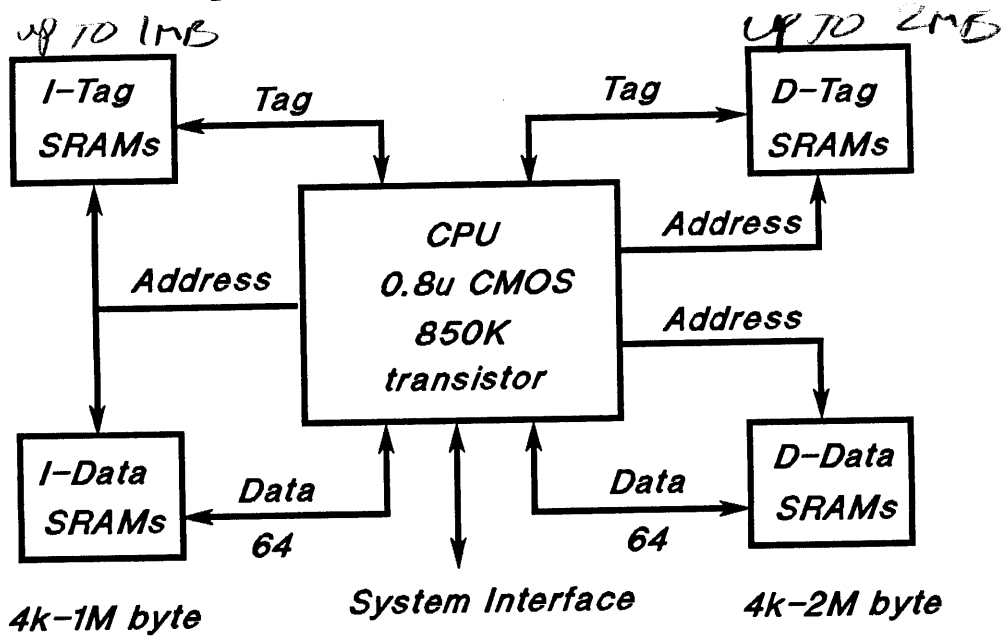 up TO 1MB
UP TO 2MB
I-Tag
SRAMs
Tag
Tag
D-Tag
SRAMs
CPU
0.8u CMOS
850K
transistor
Address
Address
Address
I-Data
SRAMs
Data
64
Data
64
D-Data
SRAMs
4k-1M byte
System Interface
4k-2M byte